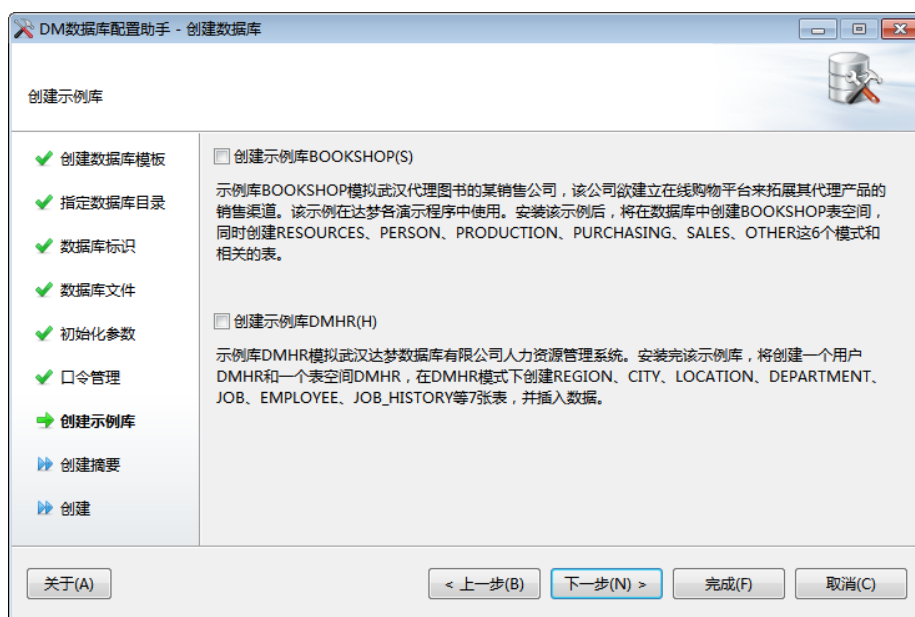 DM数据库配置助手 - 创建数据库
创建示例库
创建数据库模板
指定数据库目录
数据库标识
数据库文件
初始化参数
口令管理
创建示例库
创建摘要
创建
创建示例库BOOKSHOP(S)
示例库BOOKSHOP模拟武汉代理图书的某销售公司，该公司欲建立在线购物平台来拓展其代理产品的
销售渠道。该示例在达梦各演示程序中使用。安装该示例后，将在数据库中创建BOOKSHOP表空间，
同时创建RESOURCES、PERSON、PRODUCTION、PURCHASING、SALES、OTHER这6个模式和
相关的表。
创建示例库DMHR(H)
示例库DMHR模拟武汉达梦数据库有限公司人力资源管理系统。安装完该示例库，将创建一个用户
DMHR和一个表空间DMHR，在DMHR模式下创建REGION、CITY、LOCATION、DEPARTMENT、
JOB、EMPLOYEE、JOB_HISTORY等7张表，并插入数据。
关于(A)
< 上一步(B)
下一步(N) >
完成(F)
取消(C)